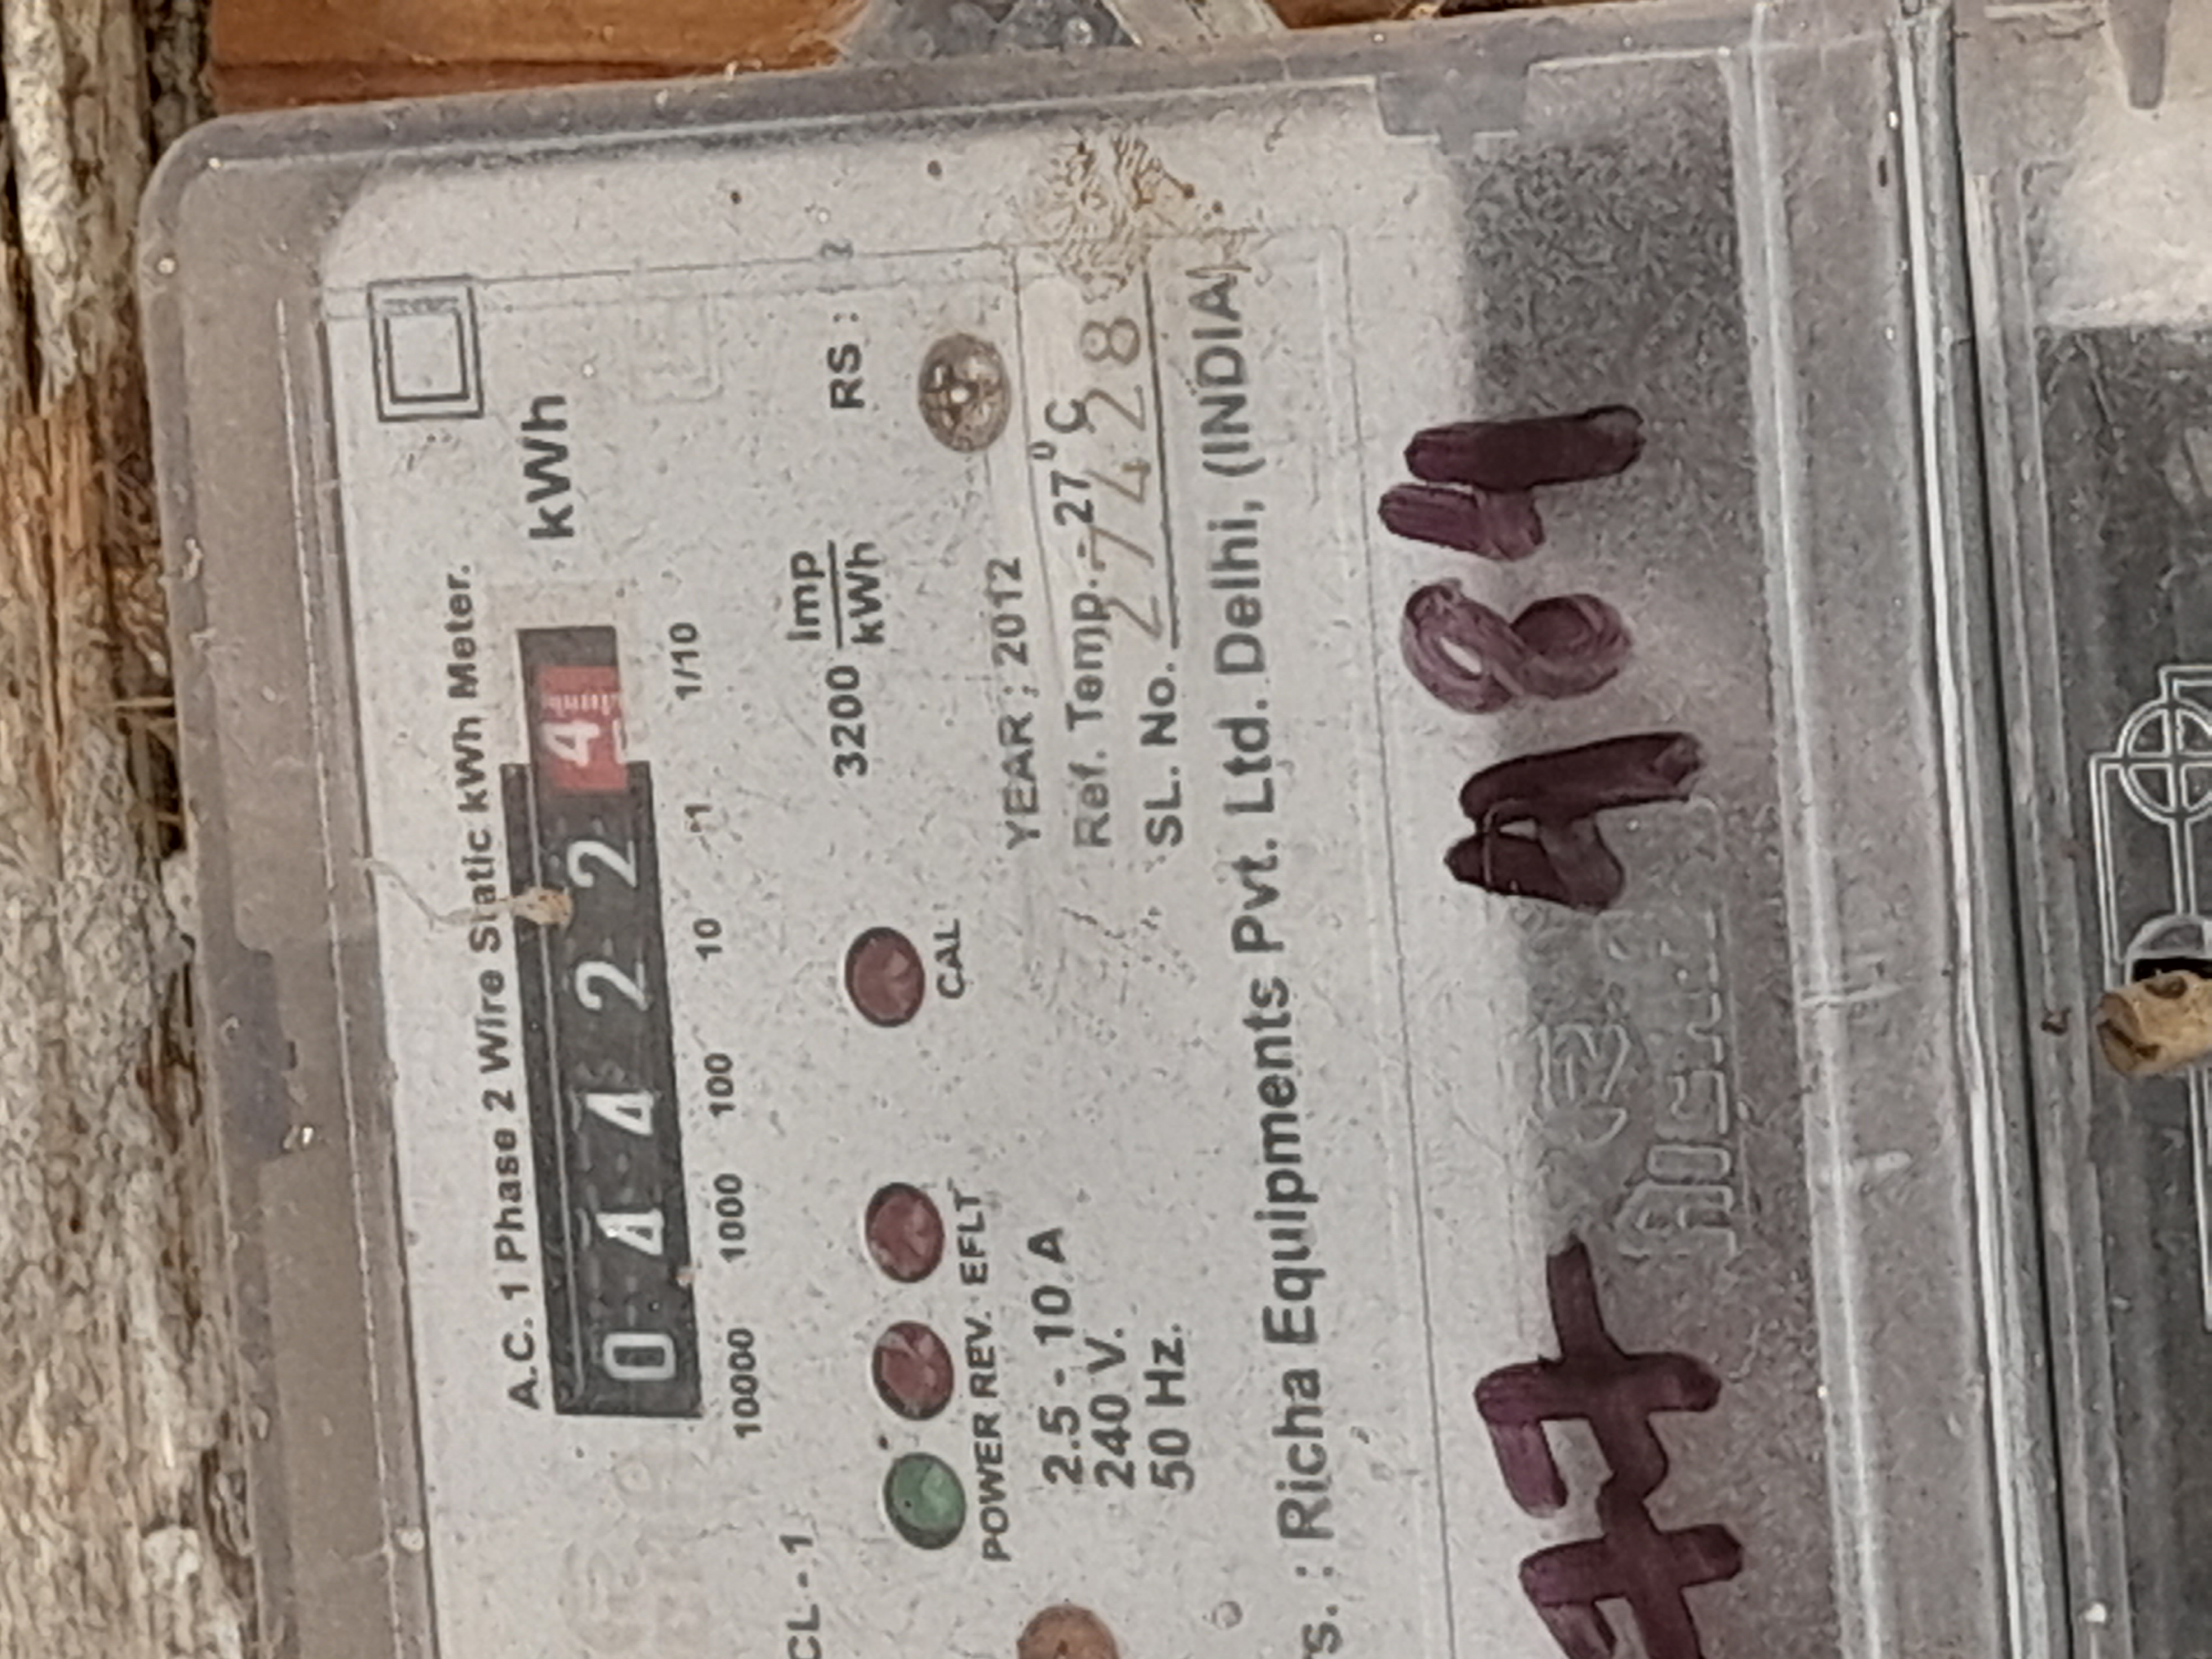 A.C. 1 Phase 2 Wire Static kWh Meter.
0 4 4 2 2 4 kWh
10000 1000 100 10 1 1/10
CL - 1
3200 imp/kWh RS :
POWER REV. EFLT CAL
2.5 - 10 A
240 V.
50 Hz.
YEAR : 2012
Ref. Temp. - 27°C
SL. No. 27428
rs. : Richa Equipments Pvt. Ltd. Delhi, (INDIA)